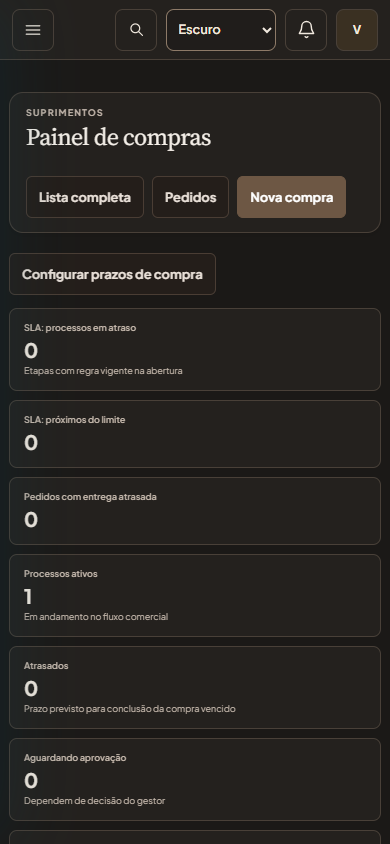 Escuro
V
SUPRIMENTOS
Painel de compras
Lista completa
Pedidos
Nova compra
Configurar prazos de compra
SLA: processos em atraso
0
Etapas com regra vigente na abertura
SLA: próximos do limite
0
Pedidos com entrega atrasada
0
Processos ativos
1
Em andamento no fluxo comercial
Atrasados
0
Prazo previsto para conclusão da compra vencido
Aguardando aprovação
0
Dependem de decisão do gestor